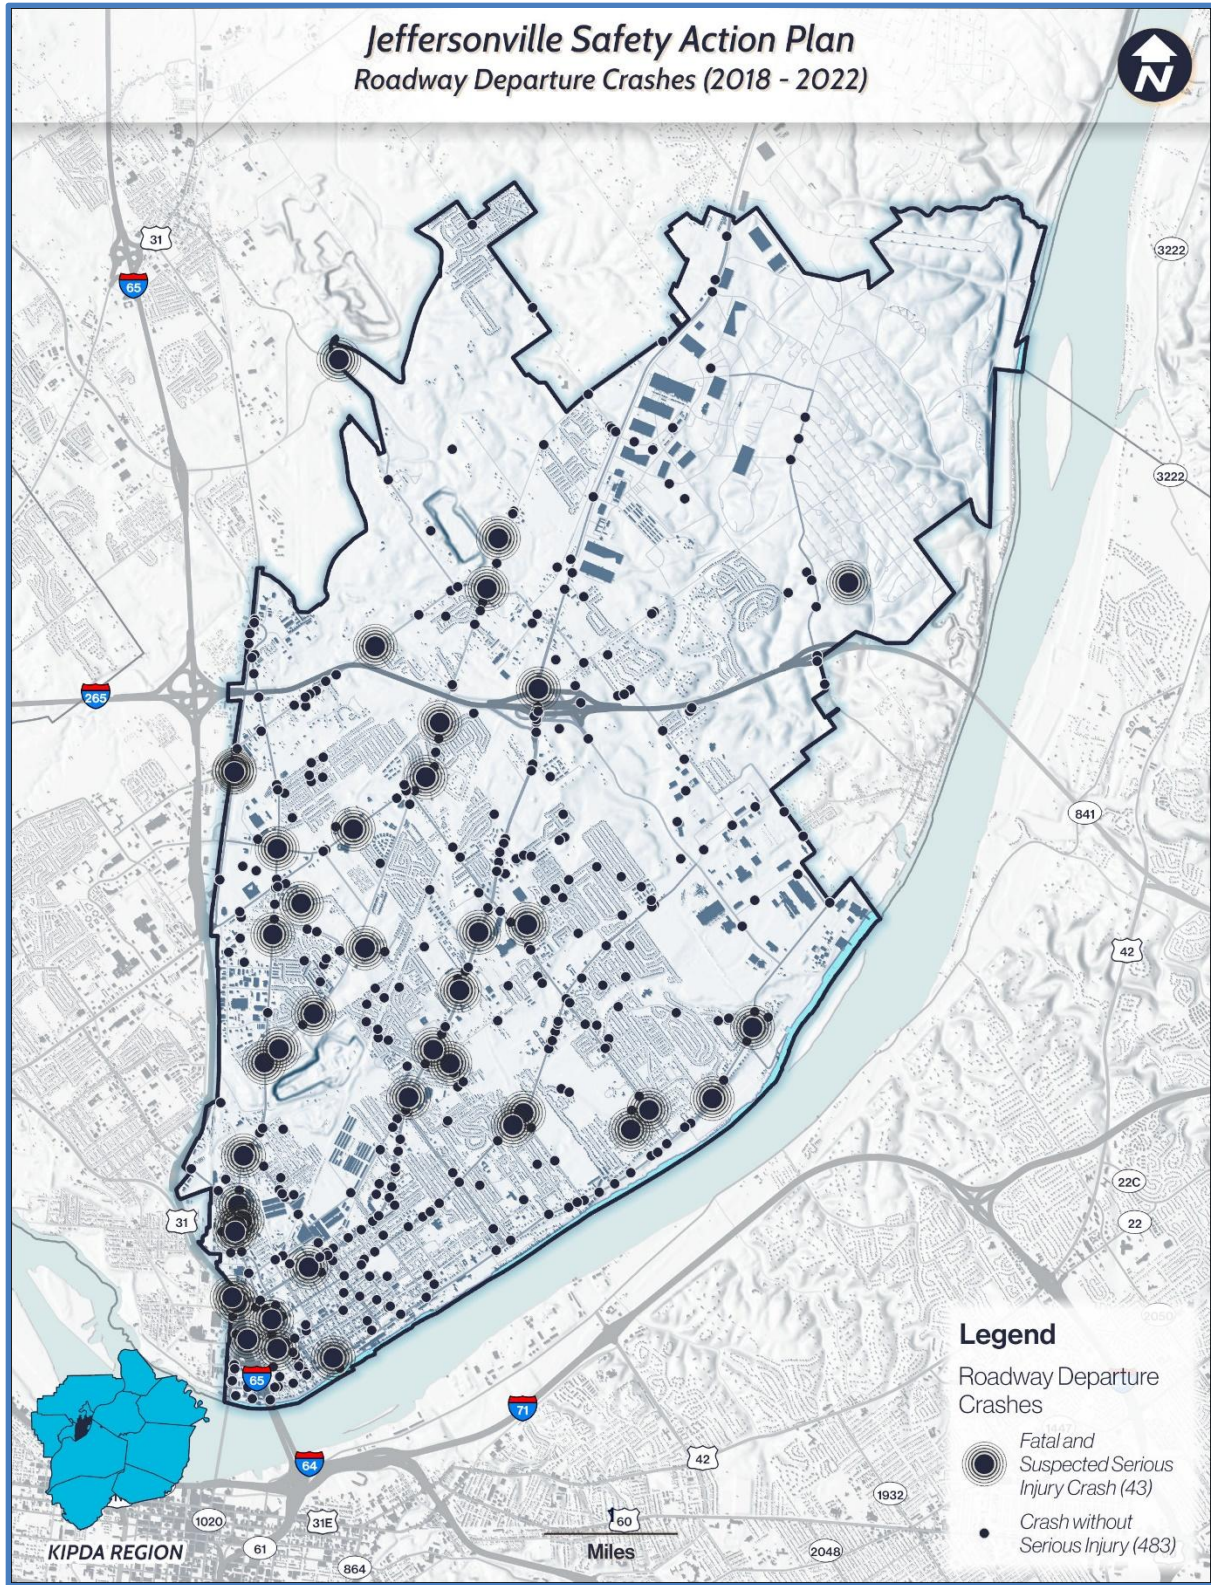 Jeffersonville Safety Action Plan
Roadway Departure Crashes (2018 - 2022)
N
31
65
3222
3222
265
841
42
31
22C
22
65
71
64
42
1932
1020
31E
60
61
864
2048
1
Miles
KIPDA REGION
Legend
Roadway Departure
Crashes
Fatal and
Suspected Serious
Injury Crash (43)
Crash without
Serious Injury (483)